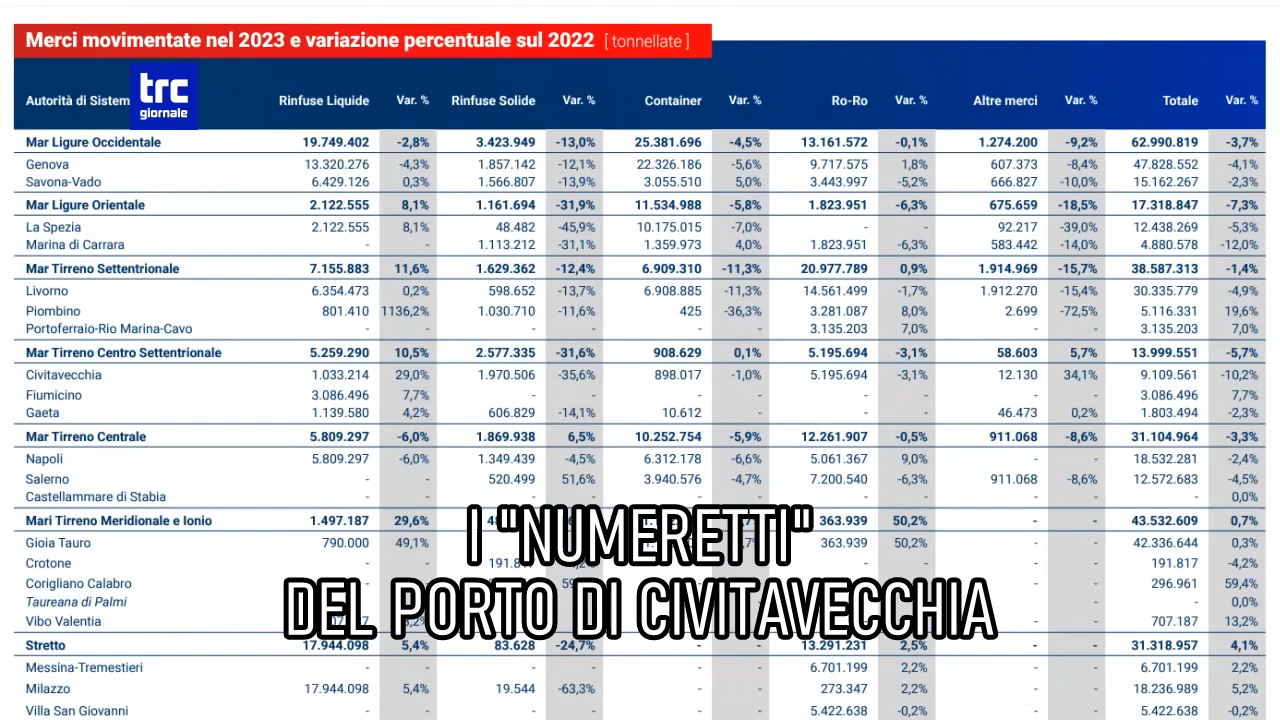 Merci movimentate nel 2023 e variazione percentuale sul 2022 [ tonnellate ]
trc
giornale
Autorità di Sistem Rinfuse Liquide Var. % Rinfuse Solide Var. % Container Var. % Ro-Ro Var. % Altre merci Var. % Totale Var. %
Mar Ligure Occidentale 19.749.402 -2,8% 3.423.949 -13,0% 25.381.696 -4,5% 13.161.572 -0,1% 1.274.200 -9,2% 62.990.819 -3,7%
Genova 13.320.276 -4,3% 1.857.142 -12,1% 22.326.186 -5,6% 9.717.575 1,8% 607.373 -8,4% 47.828.552 -4,1%
Savona-Vado 6.429.126 0,3% 1.566.807 -13,9% 3.055.510 5,0% 3.443.997 -5,2% 666.827 -10,0% 15.162.267 -2,3%
Mar Ligure Orientale 2.122.555 8,1% 1.161.694 -31,9% 11.534.988 -5,8% 1.823.951 -6,3% 675.659 -18,5% 17.318.847 -7,3%
La Spezia 2.122.555 8,1% 48.482 -45,9% 10.175.015 -7,0% - - 92.217 -39,0% 12.438.269 -5,3%
Marina di Carrara - - 1.113.212 -31,1% 1.359.973 4,0% 1.823.951 -6,3% 583.442 -14,0% 4.880.578 -12,0%
Mar Tirreno Settentrionale 7.155.883 11,6% 1.629.362 -12,4% 6.909.310 -11,3% 20.977.789 0,9% 1.914.969 -15,7% 38.587.313 -1,4%
Livorno 6.354.473 0,2% 598.652 -13,7% 6.908.885 -11,3% 14.561.499 -1,7% 1.912.270 -15,4% 30.335.779 -4,9%
Piombino 801.410 1136,2% 1.030.710 -11,6% 425 -36,3% 3.281.087 8,0% 2.699 -72,5% 5.116.331 19,6%
Portoferraio-Rio Marina-Cavo - - - - - - 3.135.203 7,0% - - 3.135.203 7,0%
Mar Tirreno Centro Settentrionale 5.259.290 10,5% 2.577.335 -31,6% 908.629 0,1% 5.195.694 -3,1% 58.603 5,7% 13.999.551 -5,7%
Civitavecchia 1.033.214 29,0% 1.970.506 -35,6% 898.017 -1,0% 5.195.694 -3,1% 12.130 34,1% 9.109.561 -10,2%
Fiumicino 3.086.496 7,7% - - - - - - - - 3.086.496 7,7%
Gaeta 1.139.580 4,2% 606.829 -14,1% 10.612 - - 46.473 0,2% 1.803.494 -2,3%
Mar Tirreno Centrale 5.809.297 -6,0% 1.869.938 6,5% 10.252.754 -5,9% 12.261.907 -0,5% 911.068 -8,6% 31.104.964 -3,3%
Napoli 5.809.297 -6,0% 1.349.439 -4,5% 6.312.178 -6,6% 5.061.367 9,0% - - 18.532.281 -2,4%
Salerno - - 520.499 51,6% 3.940.576 -4,7% 7.200.540 -6,3% 911.068 -8,6% 12.572.683 -4,5%
Castellammare di Stabia - - - - - - - - - - - 0,0%
Mari Tirreno Meridionale e Ionio 1.497.187 29,6% 363.939 50,2% - - 43.532.609 0,7%
Gioia Tauro 790.000 49,1% 363.939 50,2% - - 42.336.644 0,3%
Crotone - - - - - - 191.817 -4,2%
Corigliano Calabro - - - - - - 296.961 59,4%
Taureana di Palmi - 0,0%
Vibo Valentia 707.187 13,2%
I "NUMERETTI"
DEL PORTO DI CIVITAVECCHIA
Stretto 17.944.098 5,4% 83.628 -24,7% - - 13.291.231 2,5% - - 31.318.957 4,1%
Messina-Tremestieri - - - - - - 6.701.199 2,2% - - 6.701.199 2,2%
Milazzo 17.944.098 5,4% 19.544 -63,3% - - 273.347 2,2% - - 18.236.989 5,2%
Villa San Giovanni - - - - - - 5.422.638 -0,2% - - 5.422.638 -0,2%